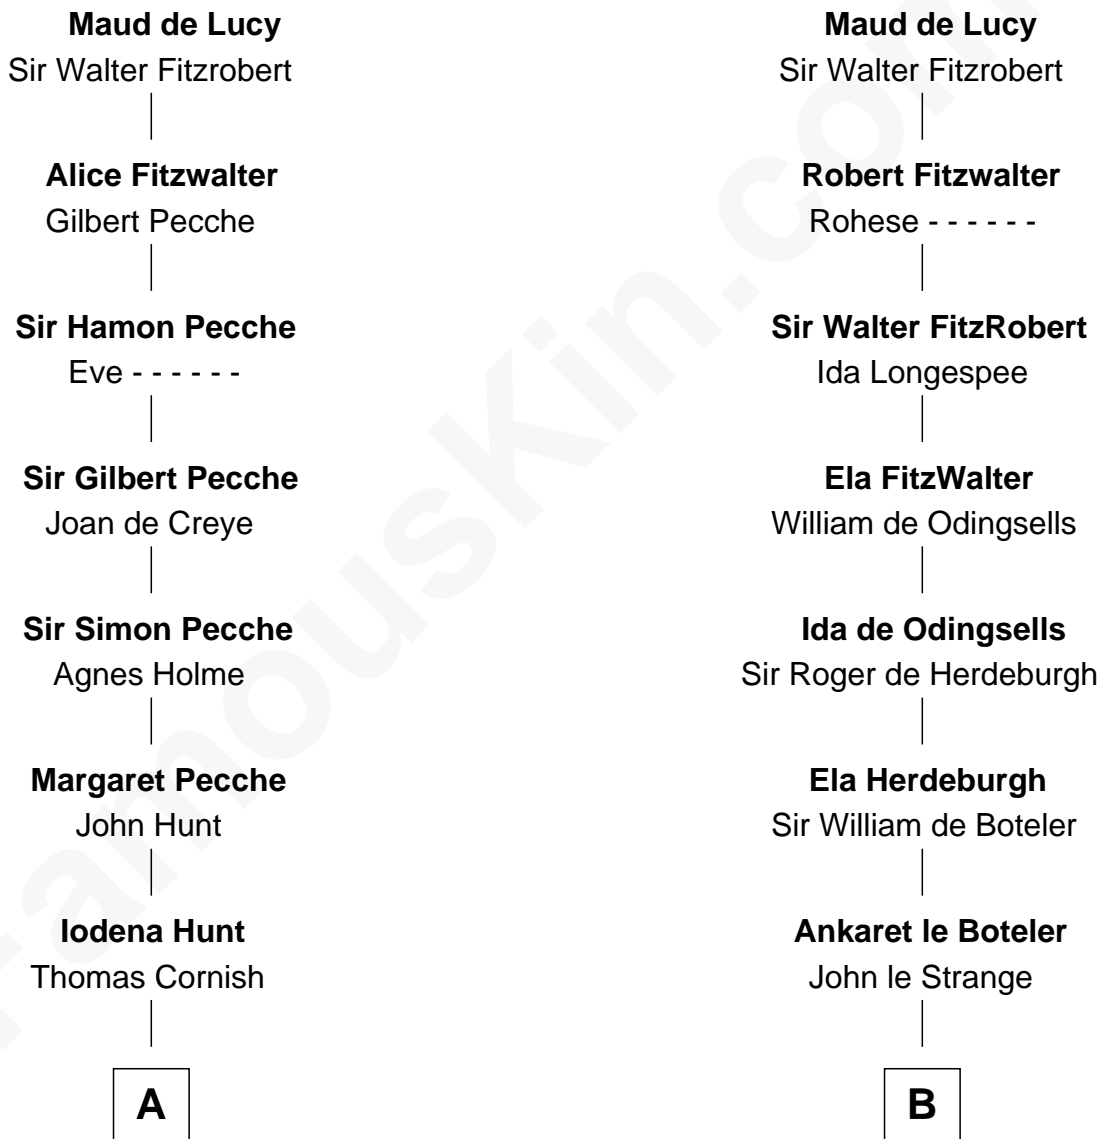 Maud de Lucy
Sir Walter Fitzrobert
Alice Fitzwalter
Gilbert Pecche
Sir Hamon Pecche
Eve - - - - - -
Sir Gilbert Pecche
Joan de Creye
Sir Simon Pecche
Agnes Holme
Margaret Pecche
John Hunt
Iodena Hunt
Thomas Cornish
A
Maud de Lucy
Sir Walter Fitzrobert
Robert Fitzwalter
Rohese - - - - - -
Sir Walter FitzRobert
Ida Longespee
Ela FitzWalter
William de Odingsells
Ida de Odingsells
Sir Roger de Herdeburgh
Ela Herdeburgh
Sir William de Boteler
Ankaret le Boteler
John le Strange
B
FamousKin.com